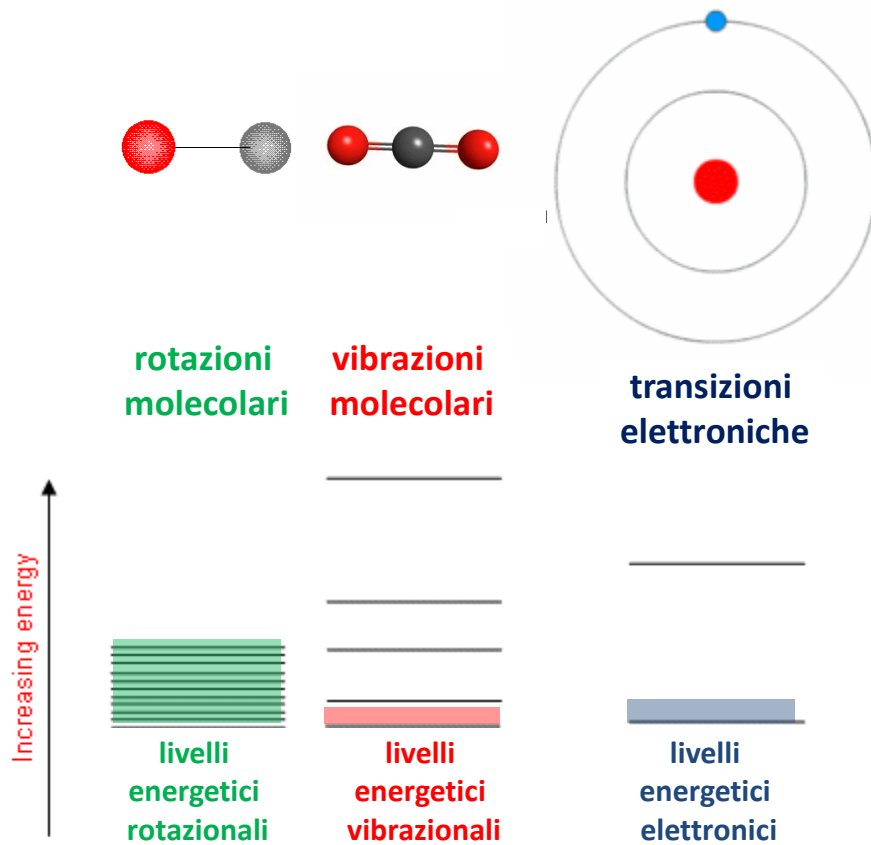 rotazioni
molecolari
vibrazioni
molecolari
transizioni
elettroniche
Increasing energy
livelli
energetici
rotazionali
livelli
energetici
vibrazionali
livelli
energetici
elettronici